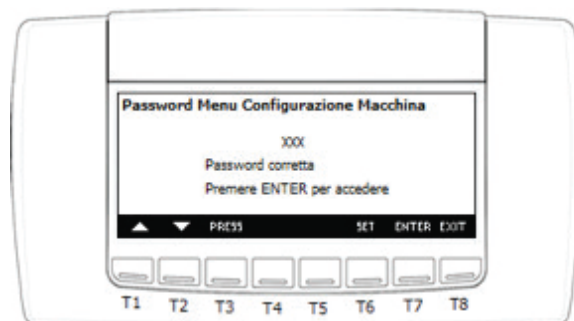 Password Menu Configurazione Macchina
XXX
Password corretta
Premere ENTER per accedere
PRESS SET ENTER EXIT
T1 T2 T3 T4 T5 T6 T7 T8